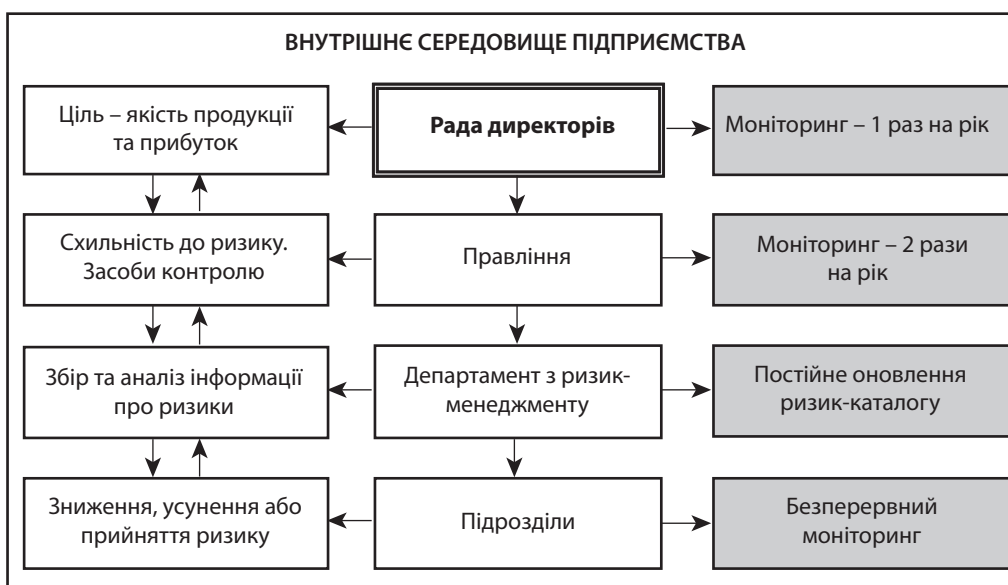 ВНУТРІШНЄ СЕРЕДОВИЩЕ ПІДПРИЄМСТВА
Ціль – якість продукції
та прибуток
Рада директорів
Моніторинг – 1 раз на рік
Схильність до ризику.
Засоби контролю
Правління
Моніторинг – 2 рази
на рік
Збір та аналіз інформації
про ризики
Департамент з ризик-
менеджменту
Постійне оновлення
ризик-каталогу
Зниження, усунення або
прийняття ризику
Підрозділи
Безперервний
моніторинг